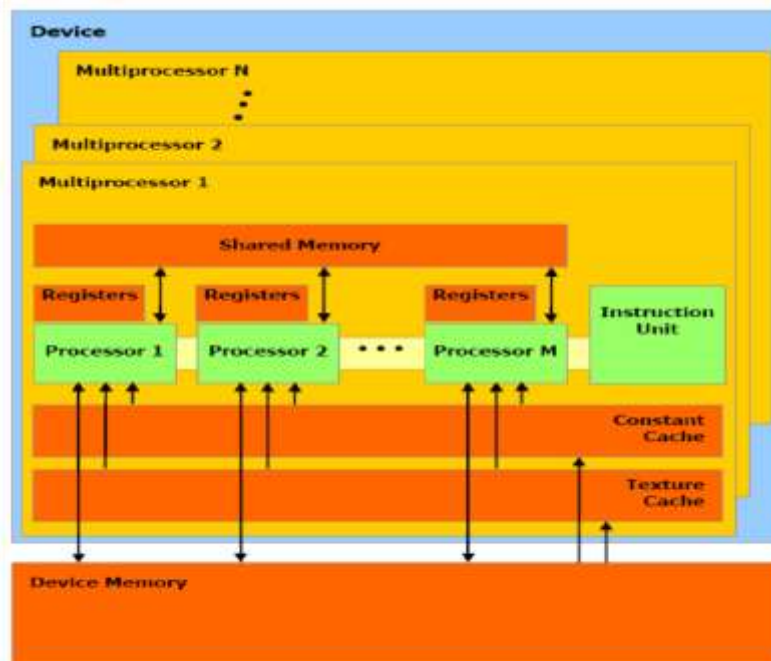 Device
Multiprocessor N
Multiprocessor 2
Multiprocessor 1
Shared Memory
Registers
Registers
Registers
Instruction
Unit
Processor 1
Processor 2
Processor M
Constant
Cache
Texture
Cache
Device Memory